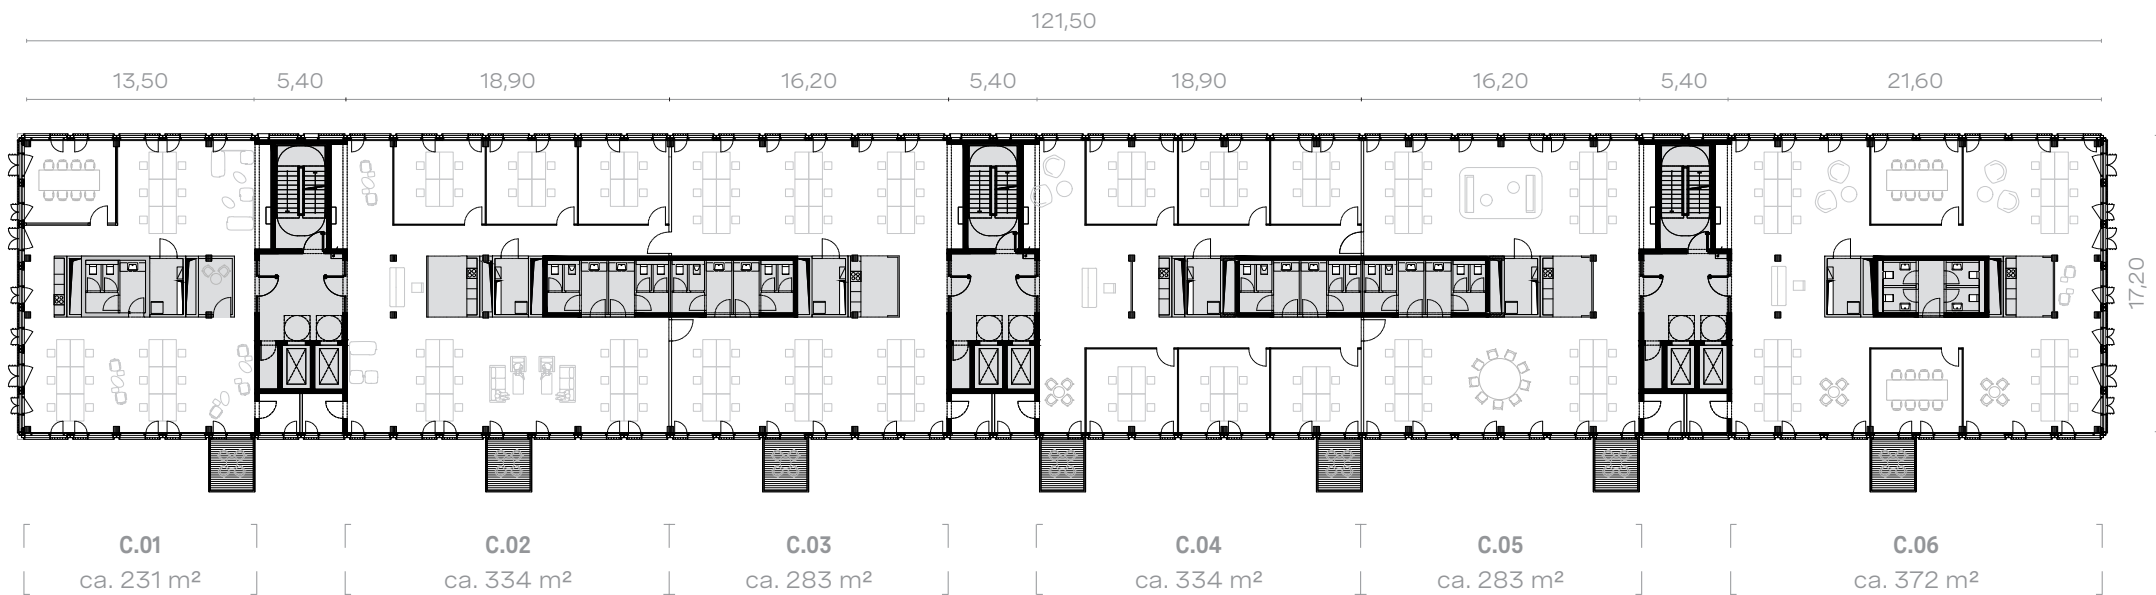 121,50
13,50 5,40 18,90 16,20 5,40 18,90 16,20 5,40 21,60
17,20
C.01 C.02 C.03 C.04 C.05 C.06
ca. 231 m² ca. 334 m² ca. 283 m² ca. 334 m² ca. 283 m² ca. 372 m²